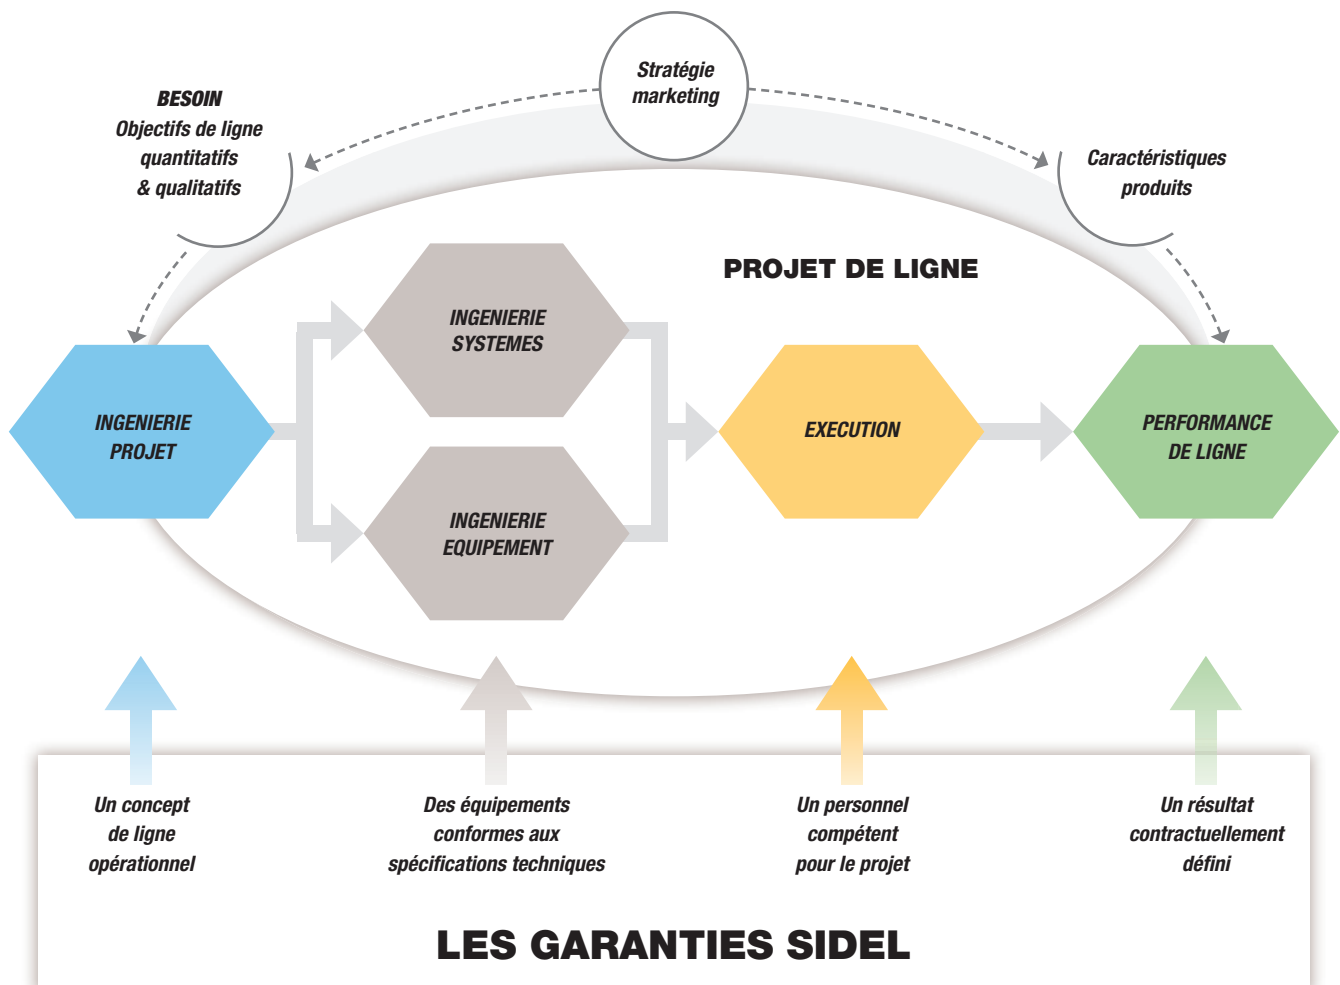 Stratégie
marketing
BESOIN
Objectifs de ligne
quantitatifs
& qualitatifs
Caractéristiques
produits
PROJET DE LIGNE
INGENIERIE
SYSTEMES
INGENIERIE
PROJET
EXECUTION
PERFORMANCE
DE LIGNE
INGENIERIE
EQUIPEMENT
Un concept
de ligne
opérationnel
Des équipements
conformes aux
spécifications techniques
Un personnel
compétent
pour le projet
Un résultat
contractuellement
défini
LES GARANTIES SIDEL